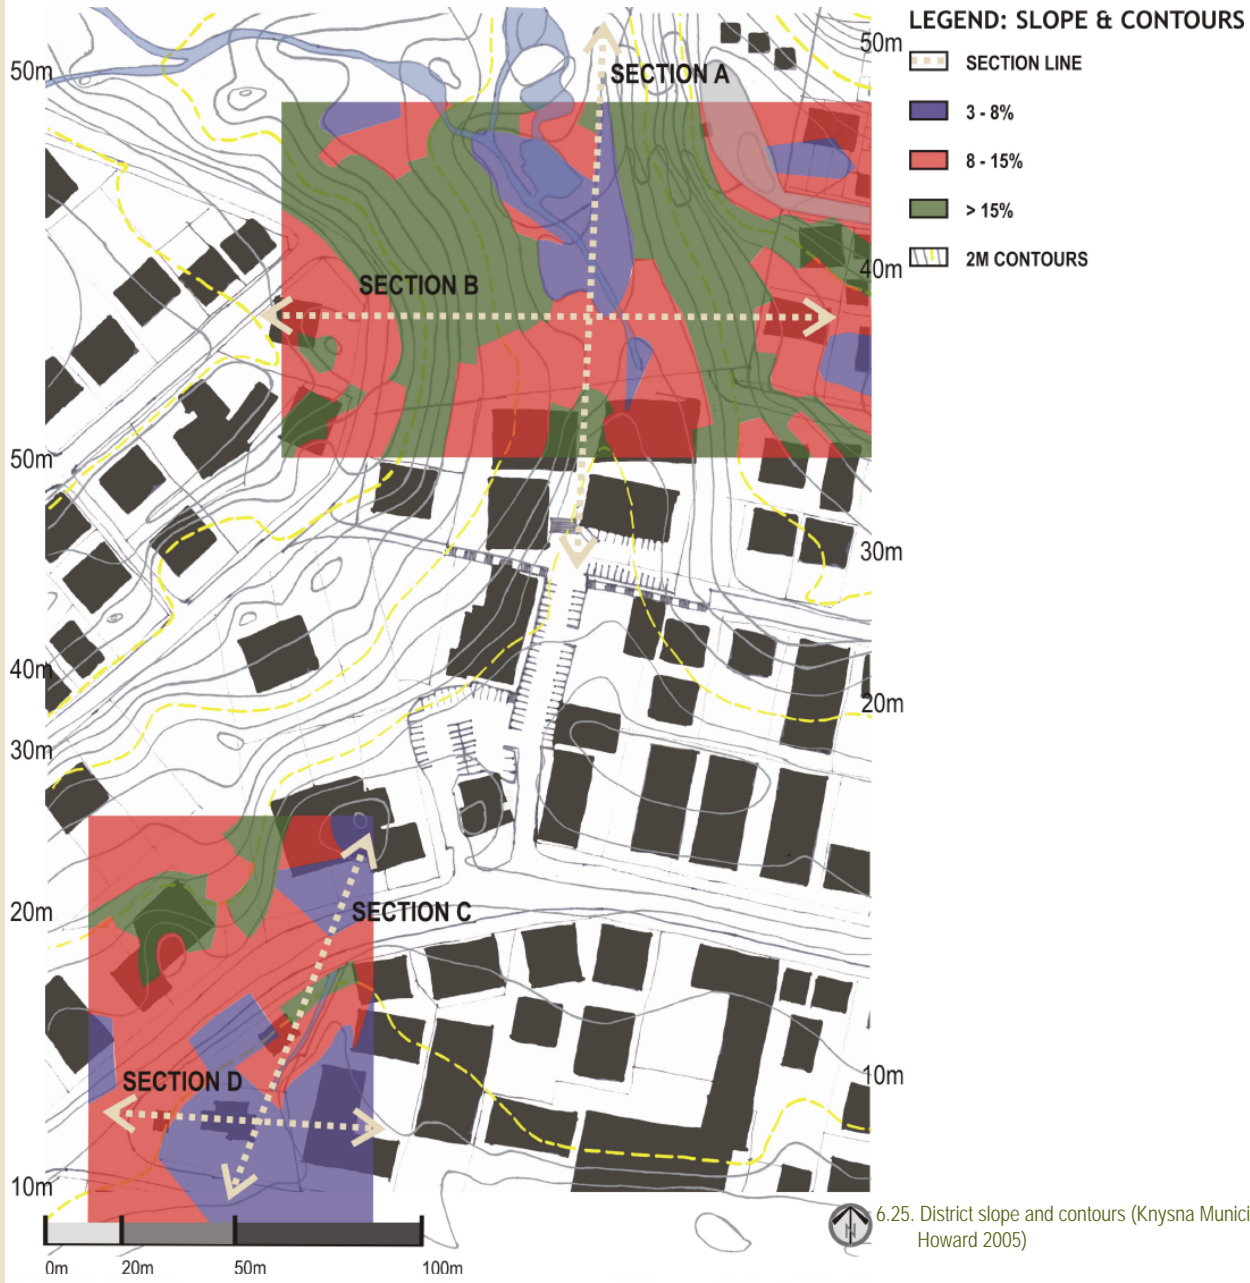 LEGEND: SLOPE & CONTOURS
SECTION LINE
3 - 8%
8 - 15%
> 15%
2M CONTOURS
50m
50m
SECTION A
40m
SECTION B
50m
30m
40m
20m
30m
20m
SECTION C
10m
SECTION D
10m
0m
20m
50m
100m
N
6.25. District slope and contours (Knysna Munici
Howard 2005)